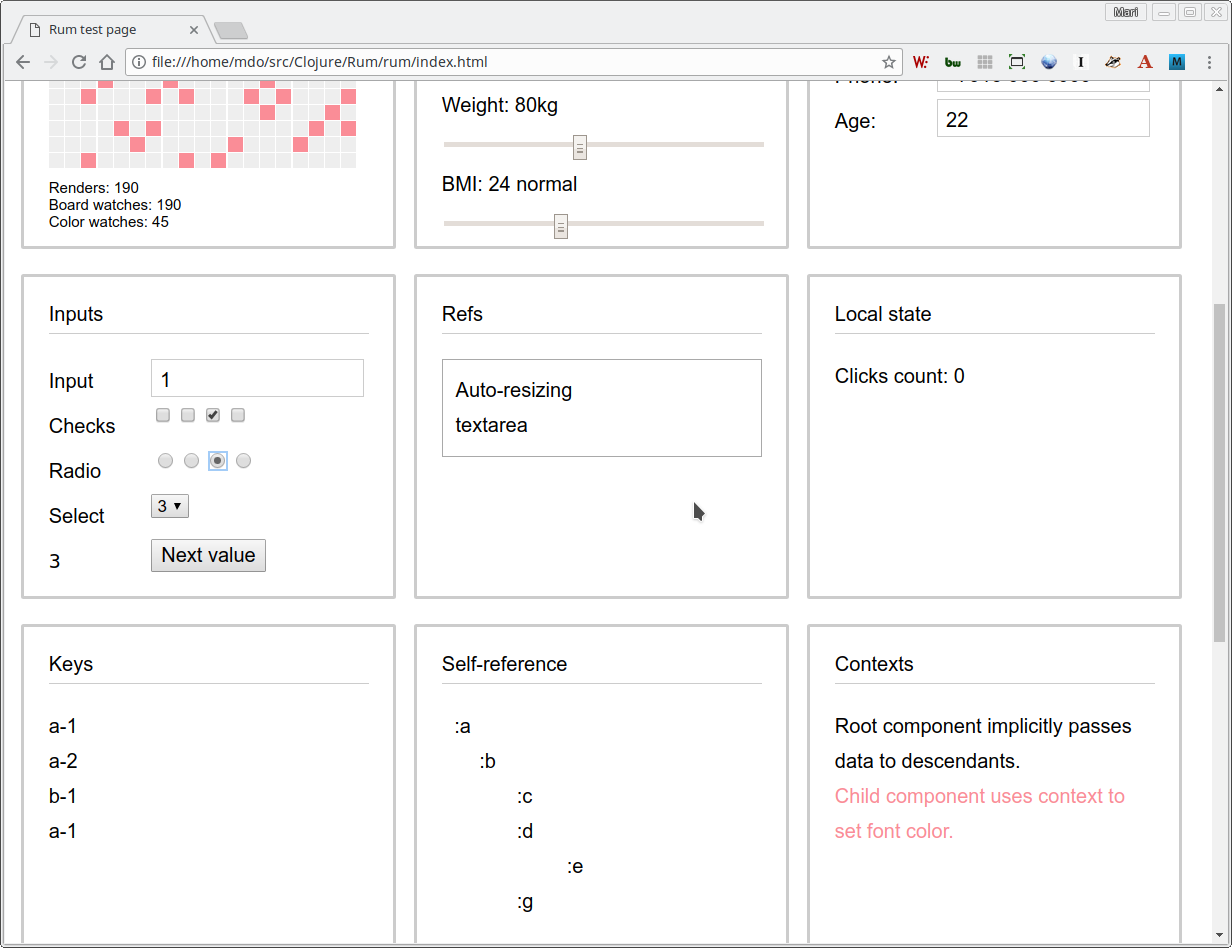 Mari
Rum test page
file:///home/mdo/src/Clojure/Rum/rum/index.html
W:
bw
I
A
M
Renders: 190
Board watches: 190
Color watches: 45
Weight: 80kg
BMI: 24 normal
Age:
22
Inputs
Input
1
Checks
Radio
Select
3
3
Next value
Refs
Auto-resizing
textarea
Local state
Clicks count: 0
Keys
a-1
a-2
b-1
a-1
Self-reference
:a
:b
:c
:d
:e
:g
Contexts
Root component implicitly passes
data to descendants.
Child component uses context to
set font color.